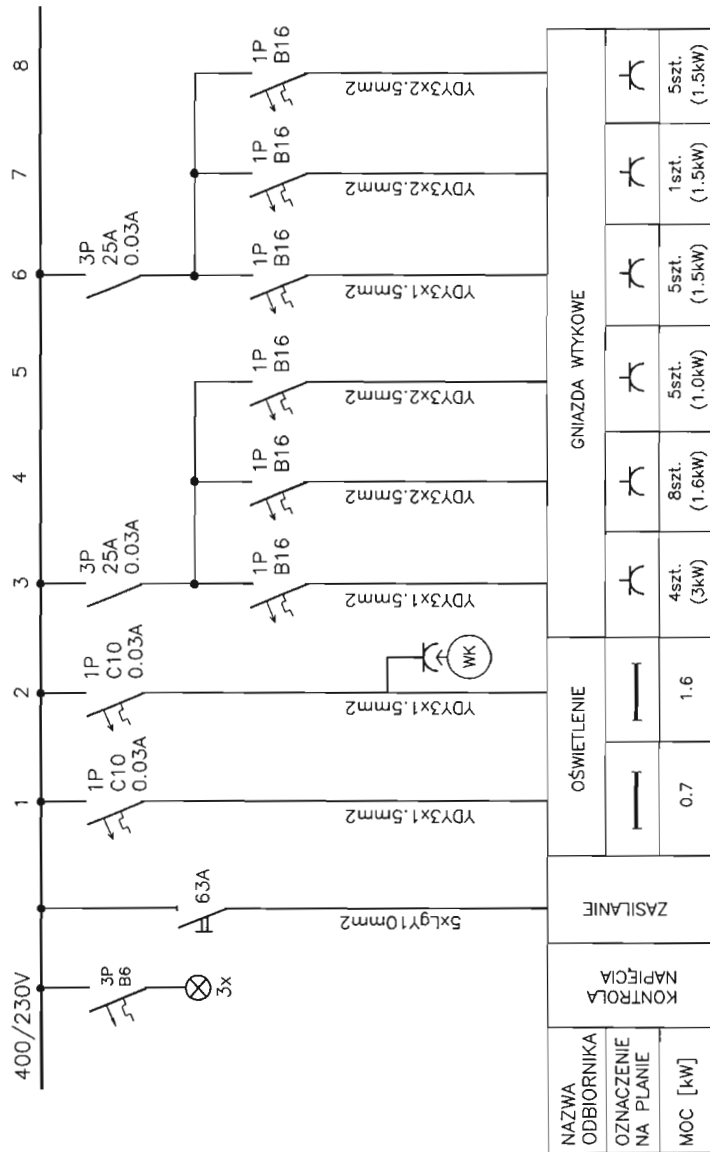 400/230V
1
2
3
4
5
6
7
8
3P
B6
3x
63A
5xLgY10mm2
1P
C10
0.03A
YDY3x1.5mm2
1P
C10
0.03A
YDY3x1.5mm2
WK
3P
25A
0.03A
1P
B16
YDY3x1.5mm2
1P
B16
YDY3x2.5mm2
1P
B16
YDY3x2.5mm2
3P
25A
0.03A
1P
B16
YDY3x1.5mm2
1P
B16
YDY3x2.5mm2
1P
B16
YDY3x2.5mm2
NAZWA
ODBIORNIKA
KONTROLA
NAPIĘCIA
ZASILANIE
OŚWIETLENIE
GNIAZDA WTYKOWE
OZNACZENIE
NA PLANIE
MOC [kW]
0.7
1.6
4szt.
(3kW)
8szt.
(1.6kW)
5szt.
(1.0kW)
5szt.
(1.5kW)
1szt.
(1.5kW)
5szt.
(1.5kW)